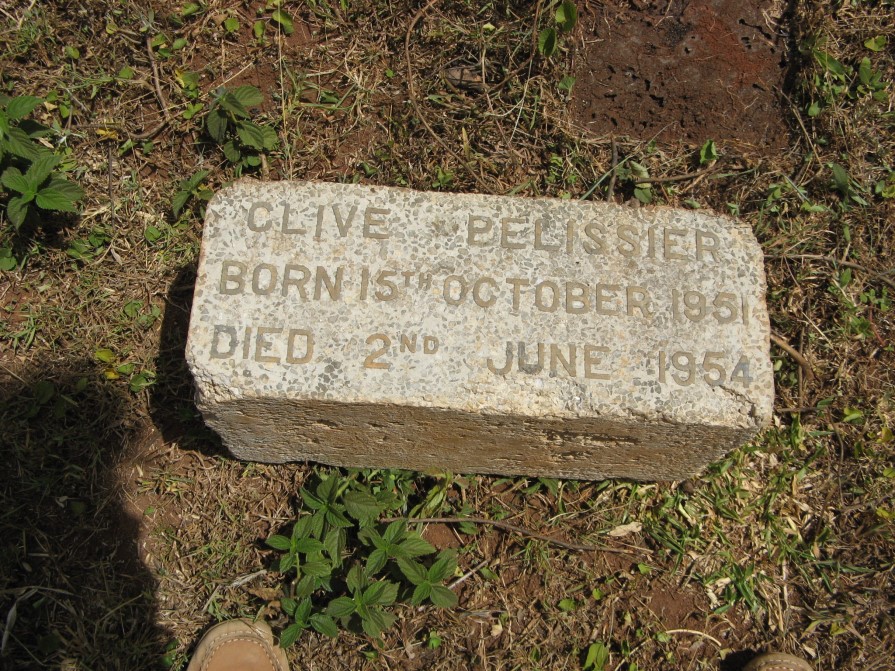 CLIVE PELISSIER
BORN 15TH OCTOBER 1951
DIED 2ND JUNE 1954